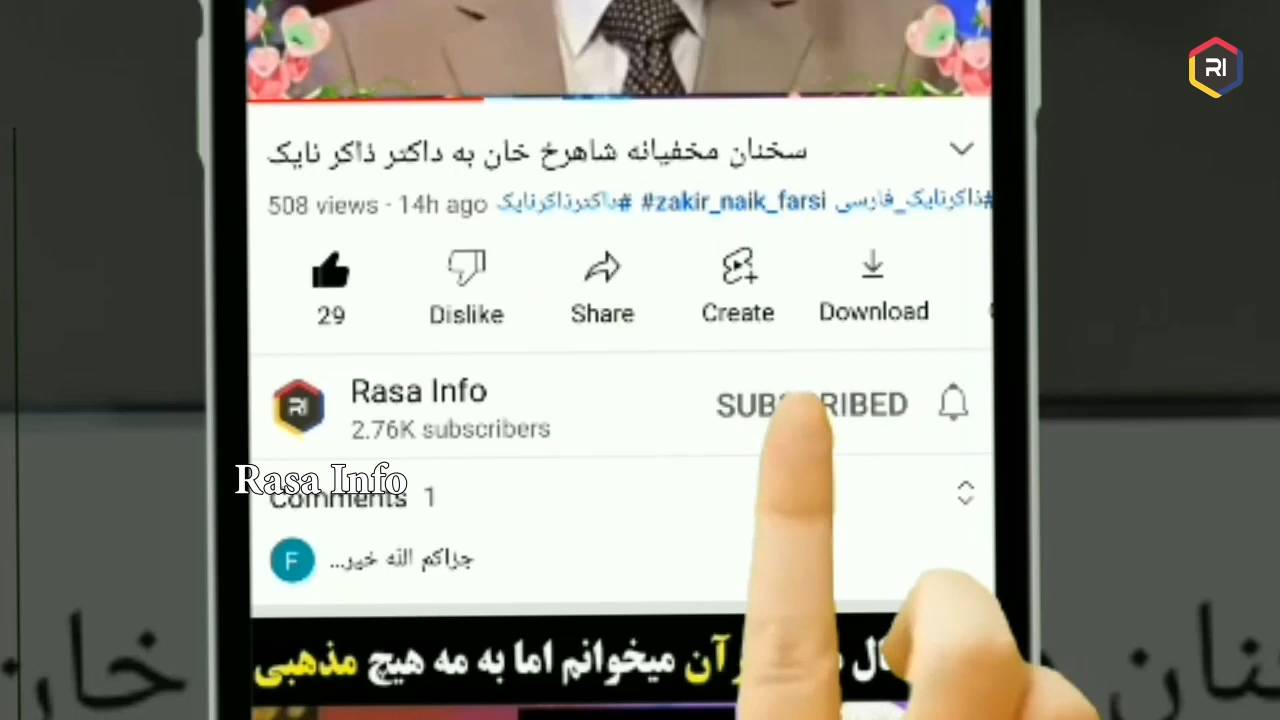 RI
سخنان مخفیانه شاهرخ خان به داکتر ذاکر نایک
508 views · 14h ago #داکترذاکرنایک #zakir_naik_farsi #ذاکرنایک_فارسی
29 Dislike Share Create Download
RI Rasa Info SUBSCRIBED
2.76K subscribers
Rasa Info
Comments 1
F جزاکم الله خیر...
میخوانم اما به مه هیچ مذهبی
خان